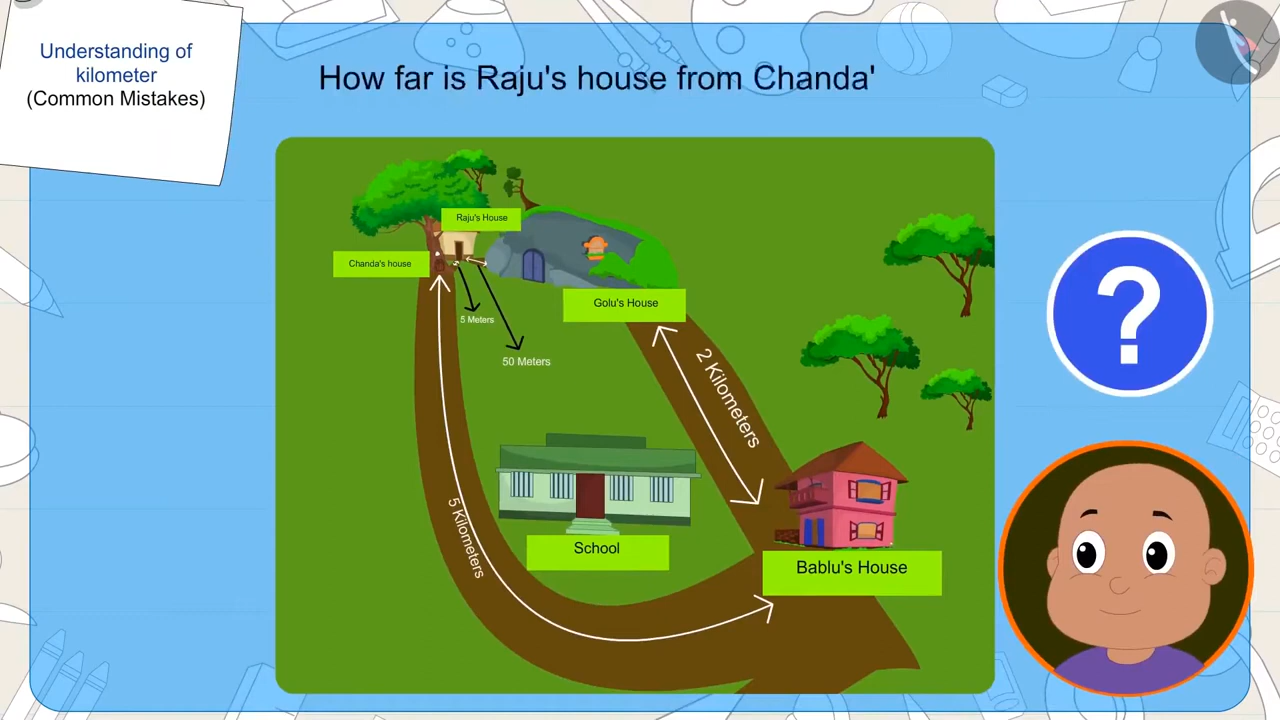 Understanding of
kilometer
(Common Mistakes)
How far is Raju's house from Chanda'
Raju's House
Chanda's house
Golu's House
5 Meters
50 Meters
2 Kilometers
5 Kilometers
School
Bablu's House
?